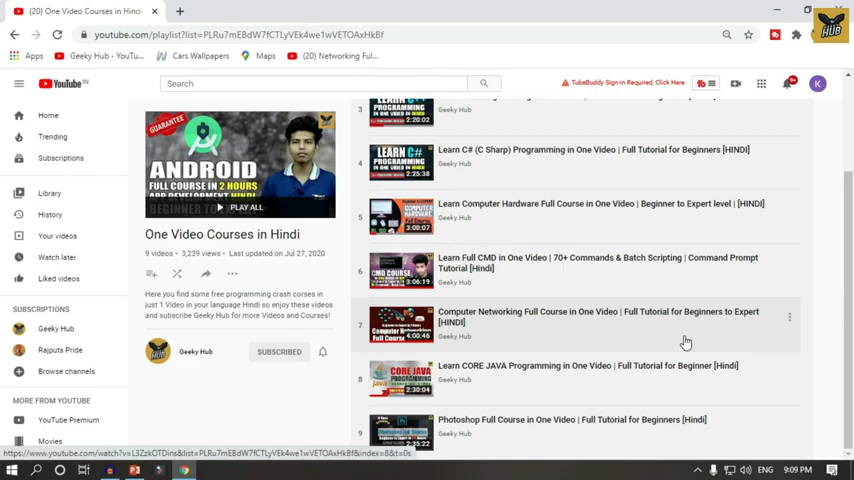 (20) One Video Courses in Hindi
HUB
youtube.com/playlist?list=PLRu7mEBdW7fCTLyVEk4we1wVETOAxHkBf
Apps
Geeky Hub - YouTu...
Cars Wallpapers
Maps
(20) Networking Ful...
YouTube IN
Search
TubeBuddy Sign-in Required, Click Here
9+
K
Home
Trending
Subscriptions
Library
History
Your videos
Watch later
Liked videos
SUBSCRIPTIONS
Geeky Hub
Rajputs Pride
Browse channels
MORE FROM YOUTUBE
YouTube Premium
Movies
GUARANTEE
ANDROID
FULL COURSE IN 2 HOURS
PLAY ALL
One Video Courses in Hindi
9 videos • 3,239 views • Last updated on Jul 27, 2020
Here you find some free programming crash corses in
just 1 Video in your language Hindi so enjoy these videos
and subscribe Geeky Hub for more Videos and Courses!
Geeky Hub
SUBSCRIBED
3
2:20:02
Geeky Hub
4
LEARN C#
2:25:38
Learn C# (C Sharp) Programming in One Video | Full Tutorial for Beginners [HINDI]
Geeky Hub
5
COMPUTER
HARDWARE
3:00:07
Learn Computer Hardware Full Course in One Video | Beginner to Expert level | [HINDI]
Geeky Hub
6
CMD COURSE
3:06:19
Learn Full CMD in One Video | 70+ Commands & Batch Scripting | Command Prompt
Tutorial [Hindi]
Geeky Hub
7
4:00:46
Computer Networking Full Course in One Video | Full Tutorial for Beginners to Expert
[HINDI]
Geeky Hub
8
CORE JAVA
2:30:04
Learn CORE JAVA Programming in One Video | Full Tutorial for Beginner [Hindi]
Geeky Hub
9
2:35:22
Photoshop Full Course in One Video | Full Tutorial for Beginners [Hindi]
Geeky Hub
https://www.youtube.com/watch?v=L3ZzkOTDins&list=PLRu7mEBdW7fCTLyVEk4we1wVETOAxHkBf&index=8&t=0s
ENG
9:09 PM